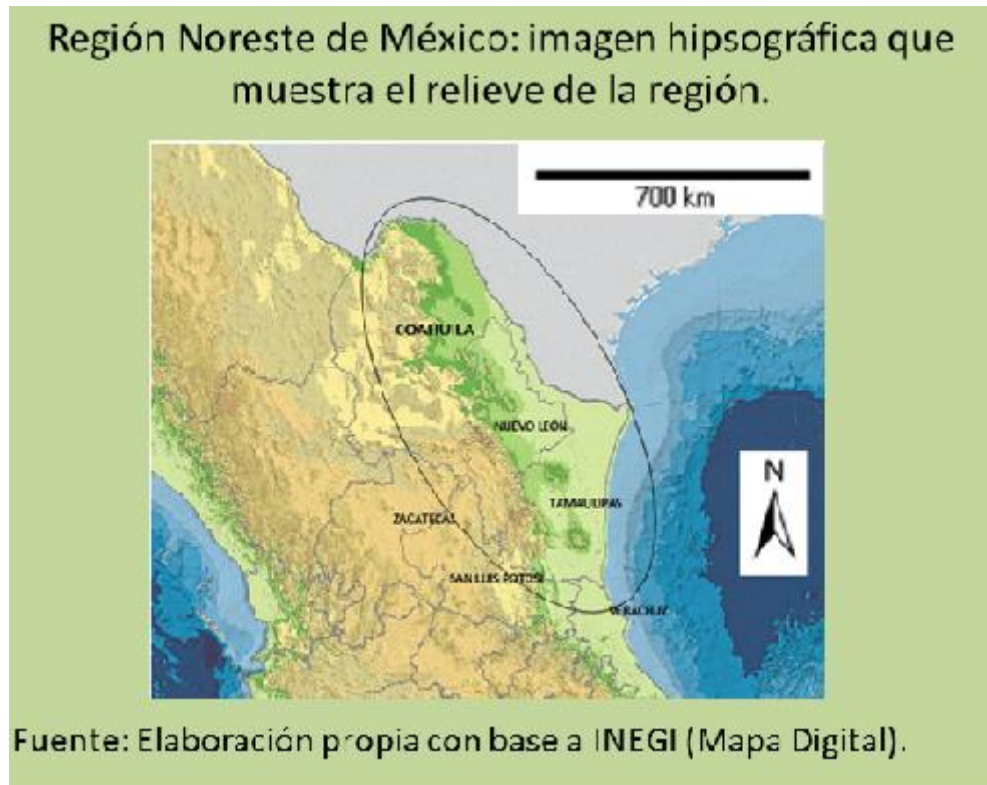 Región Noreste de México: imagen hipsográfica que
muestra el relieve de la región.
700 km
COAHUILA
NUEVO LEON
N
TAMAULIPAS
ZACATECAS
SAN LUIS POTOSI
VERACRUZ
Fuente: Elaboración propia con base a INEGI (Mapa Digital).